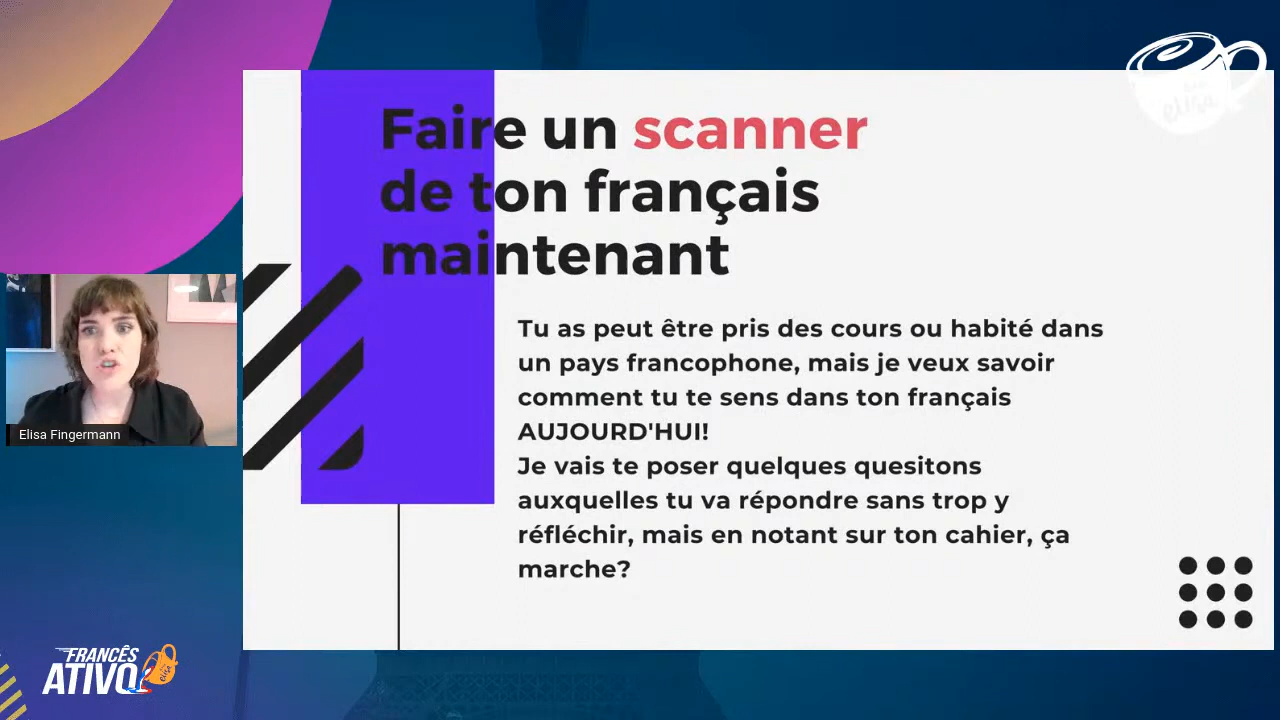 Faire un scanner
de ton français
maintenant
Tu as peut être pris des cours ou habité dans
un pays francophone, mais je veux savoir
comment tu te sens dans ton français
AUJOURD'HUI!
Je vais te poser quelques quesitons
auxquelles tu va répondre sans trop y
réfléchir, mais en notant sur ton cahier, ça
marche?
Elisa Fingermann
FRANCÊS
ATIVO
elisa